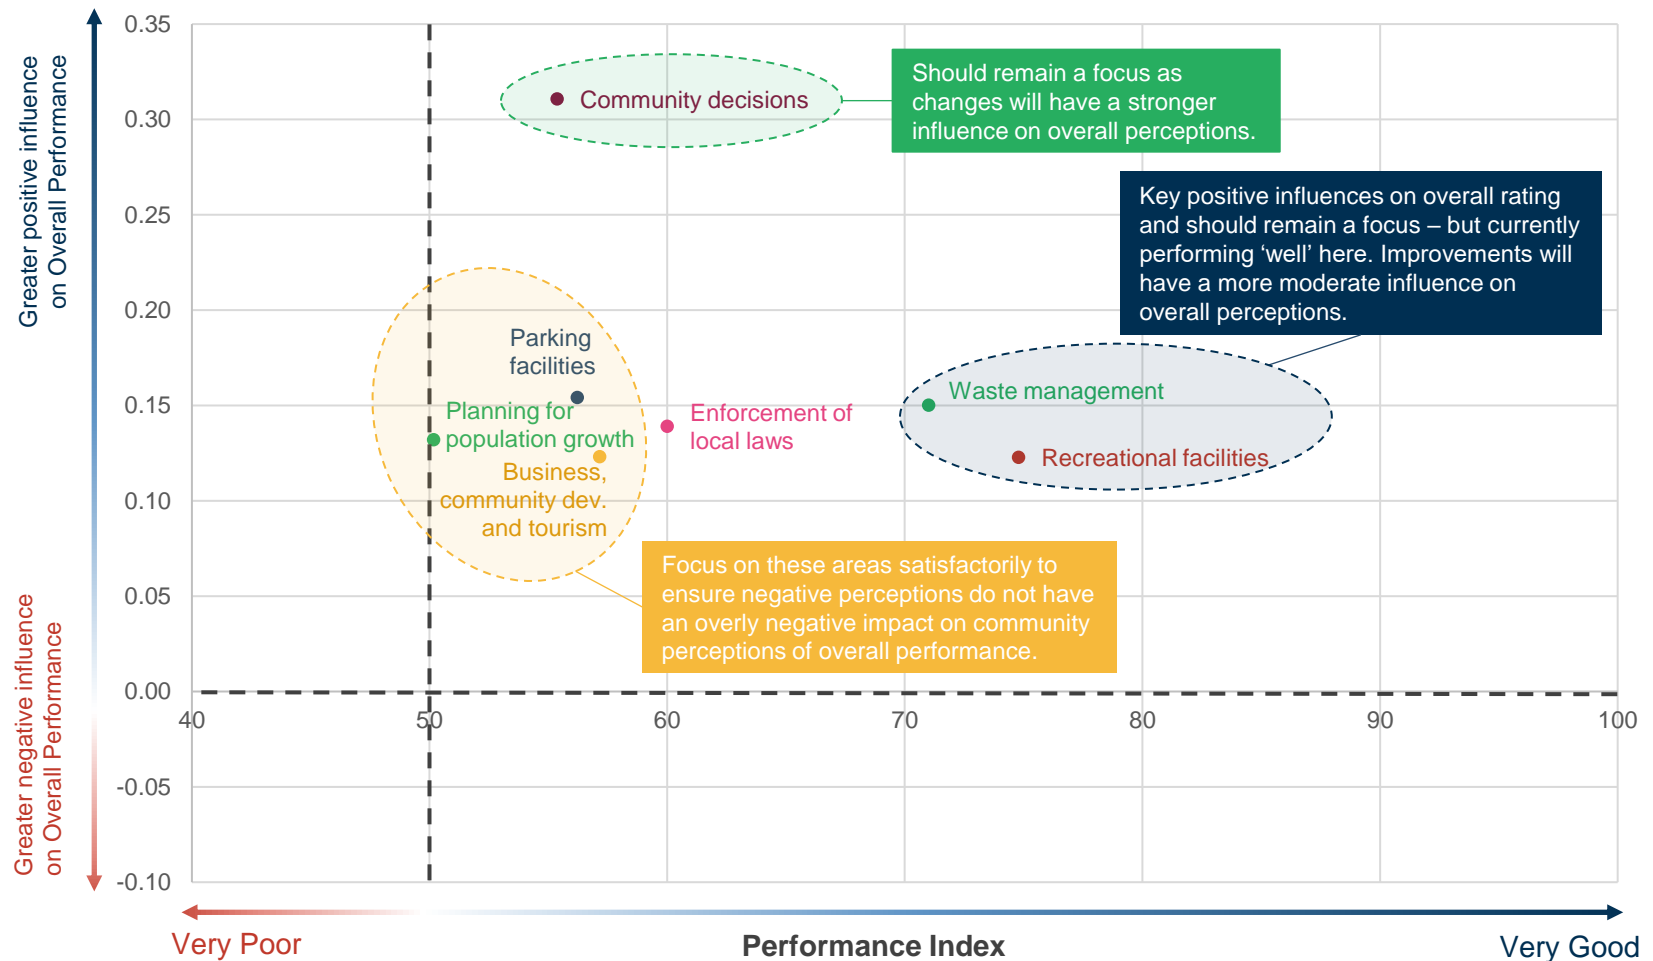 Greater positive influence
on Overall Performance
Greater negative influence
on Overall Performance
0.35
0.30
0.25
0.20
0.15
0.10
0.05
0.00
-0.05
-0.10
40
50
60
70
80
90
100
Community decisions
Should remain a focus as
changes will have a stronger
influence on overall perceptions.
Key positive influences on overall rating
and should remain a focus – but currently
performing ‘well’ here. Improvements will
have a more moderate influence on
overall perceptions.
Parking
facilities
Planning for
population growth
Business,
community dev.
and tourism
Enforcement of
local laws
Waste management
Recreational facilities
Focus on these areas satisfactorily to
ensure negative perceptions do not have
an overly negative impact on community
perceptions of overall performance.
Very Poor
Performance Index
Very Good